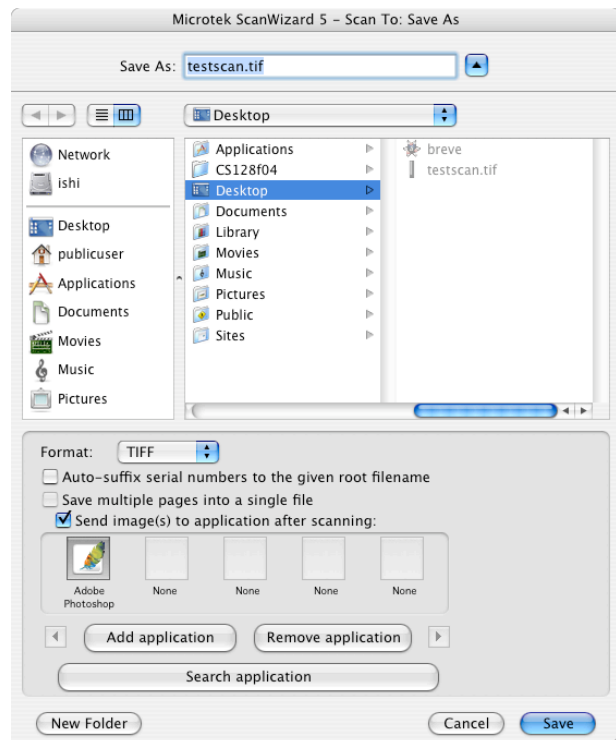 Microtek ScanWizard 5 – Scan To: Save As
Save As: testscan.tif
Desktop
Network
ishi
Desktop
publicuser
Applications
Documents
Movies
Music
Pictures
Applications
CS128f04
Desktop
Documents
Library
Movies
Music
Pictures
Public
Sites
breve
testscan.tif
Format: TIFF
Auto-suffix serial numbers to the given root filename
Save multiple pages into a single file
Send image(s) to application after scanning:
Adobe Photoshop
None
None
None
None
Add application
Remove application
Search application
New Folder
Cancel
Save